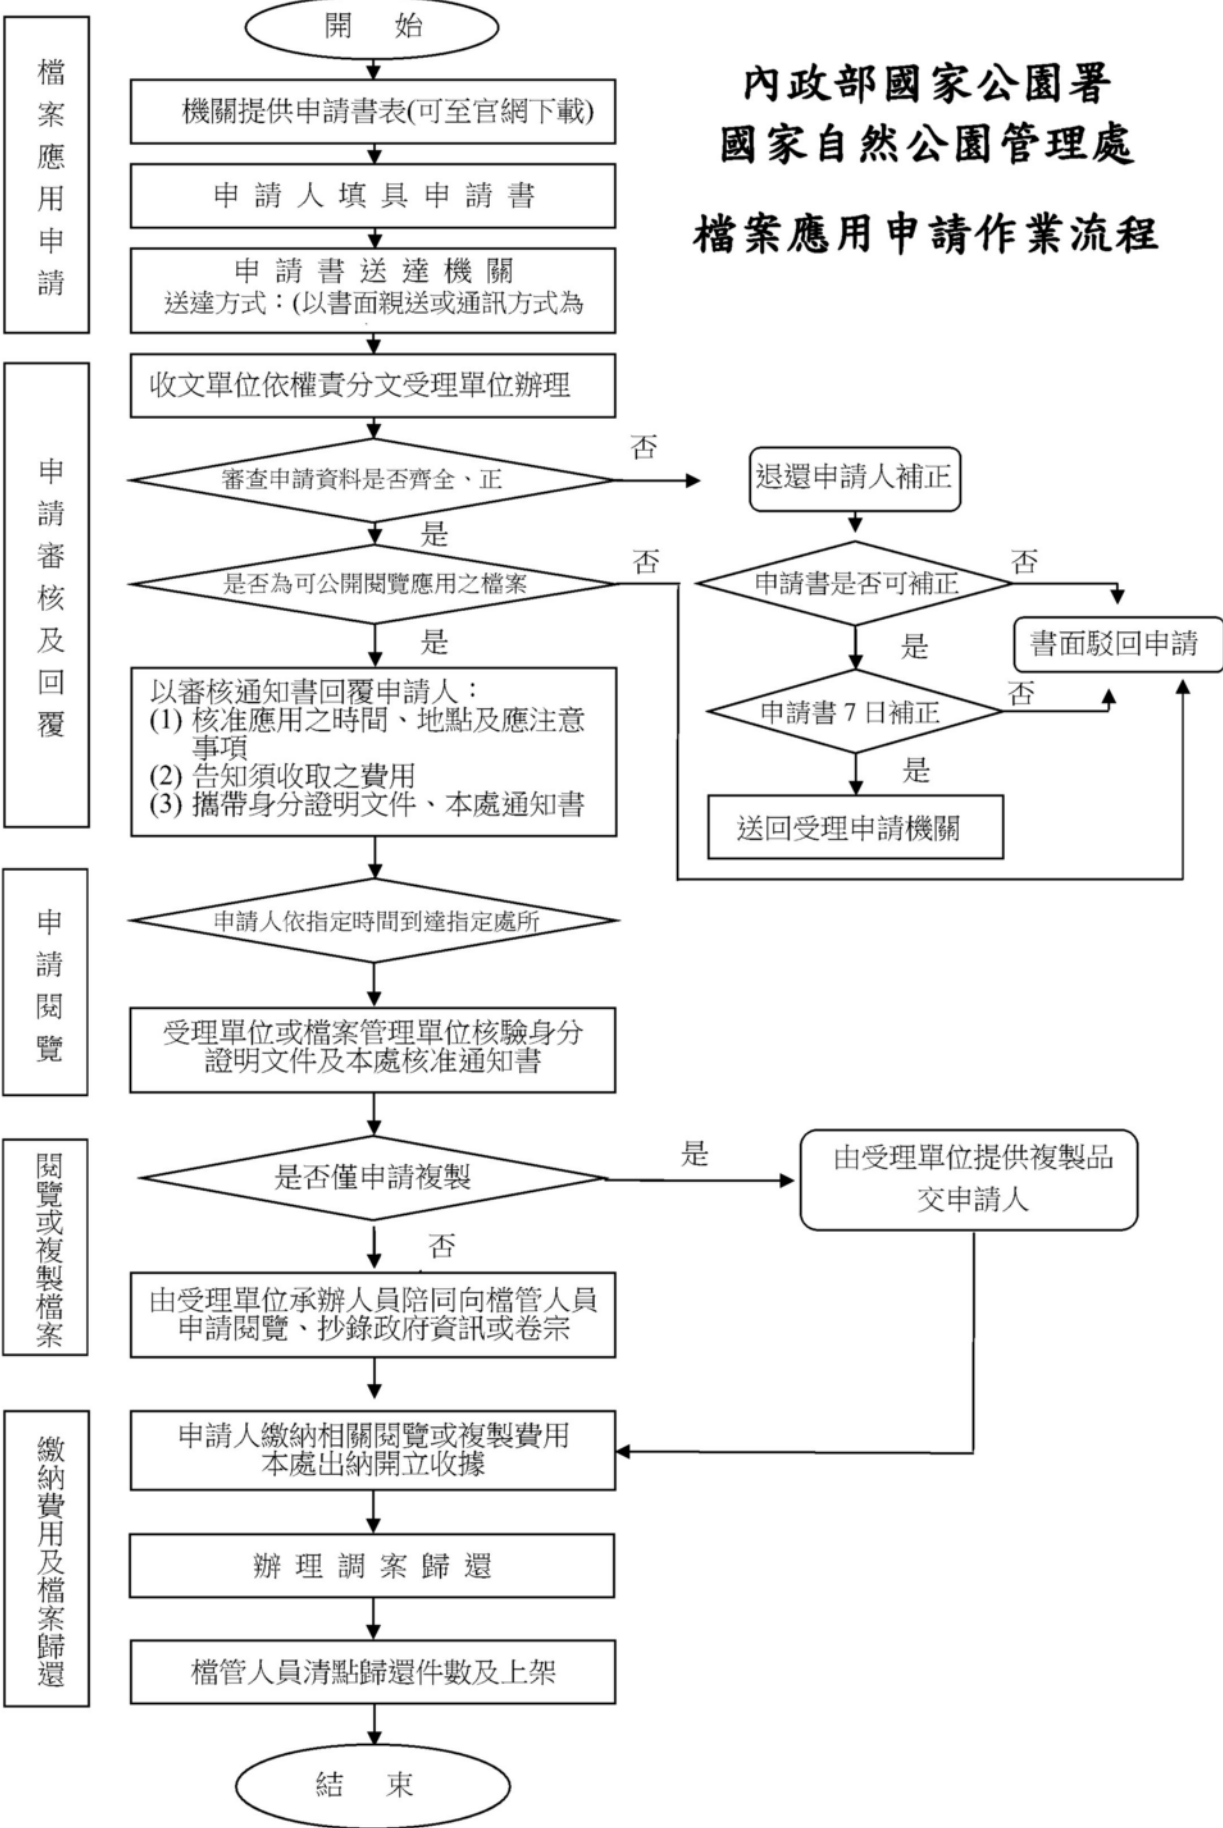 內政部國家公園署
國家自然公園管理處
檔案應用申請作業流程
檔案應用申請
開 始
機關提供申請書表(可至官網下載)
申請人填具申請書
申請書送達機關
送達方式：(以書面親送或通訊方式為
申請審核及回覆
收文單位依權責分文受理單位辦理
審查申請資料是否齊全、正
否
是
退還申請人補正
是否為可公開閱覽應用之檔案
否
是
申請書是否可補正
否
是
書面駁回申請
申請書 7 日補正
否
是
送回受理申請機關
以審核通知書回覆申請人：
(1) 核准應用之時間、地點及應注意
事項
(2) 告知須收取之費用
(3) 攜帶身分證明文件、本處通知書
申請閱覽
申請人依指定時間到達指定處所
受理單位或檔案管理單位核驗身分
證明文件及本處核准通知書
閱覽或複製檔案
是否僅申請複製
是
否
由受理單位提供複製品
交申請人
由受理單位承辦人員陪同向檔管人員
申請閱覽、抄錄政府資訊或卷宗
繳納費用及檔案歸還
申請人繳納相關閱覽或複製費用
本處出納開立收據
辦理調案歸還
檔管人員清點歸還件數及上架
結 束